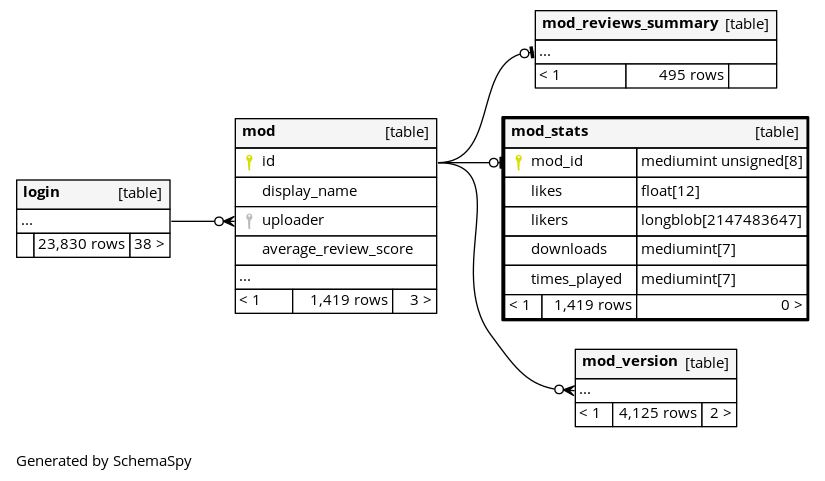 mod_reviews_summary [table]
...
< 1 495 rows
mod [table]
id
display_name
uploader
average_review_score
...
< 1 1,419 rows 3 >
mod_stats [table]
mod_id mediumint unsigned[8]
likes float[12]
likers longblob[2147483647]
downloads mediumint[7]
times_played mediumint[7]
< 1 1,419 rows 0 >
login [table]
...
23,830 rows 38 >
mod_version [table]
...
< 1 4,125 rows 2 >
Generated by SchemaSpy